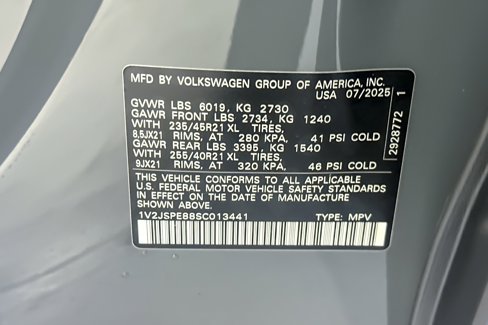 MFD BY VOLKSWAGEN GROUP OF AMERICA, INC.
USA 07/2025
GVWR LBS 6019, KG 2730
GAWR FRONT LBS 2734, KG 1240
WITH 235/45R21 XL TIRES,
8,5JX21 RIMS, AT 280 KPA, 41 PSI COLD
GAWR REAR LBS 3395, KG 1540
WITH 255/40R21 XL TIRES,
9JX21 RIMS, AT 320 KPA, 46 PSI COLD
THIS VEHICLE CONFORMS TO ALL APPLICABLE
U.S. FEDERAL MOTOR VEHICLE SAFETY STANDARDS
IN EFFECT ON THE DATE OF MANUFACTURE
SHOWN ABOVE.
1V2JSPE88SC013441 TYPE: MPV
2928772 1